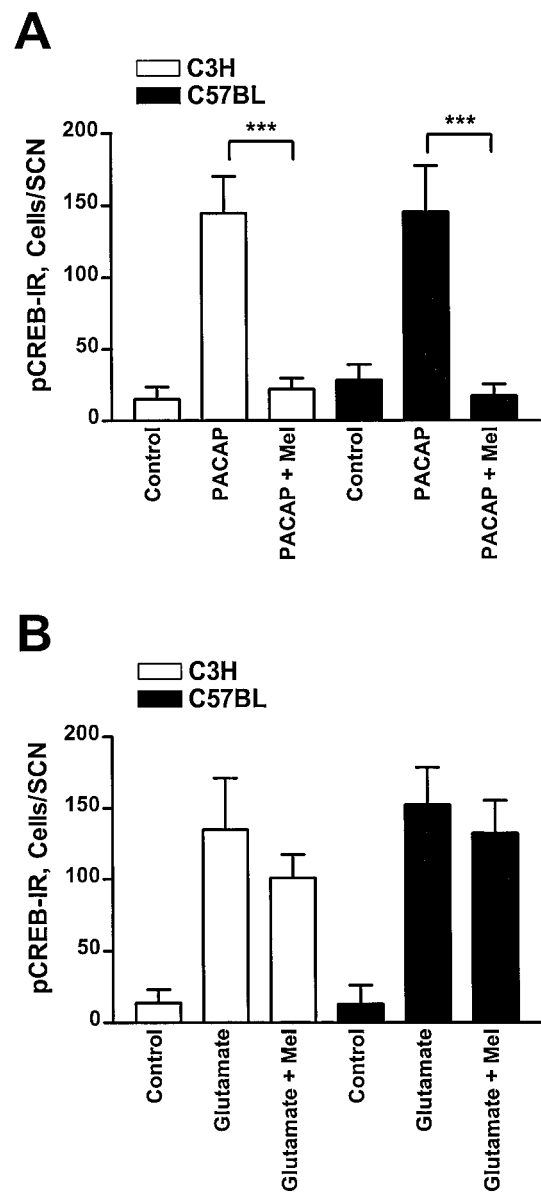 A
C3H
C57BL
pCREB-IR, Cells/SCN
200
150
100
50
0
***
***
Control
PACAP
PACAP + Mel
Control
PACAP
PACAP + Mel
B
C3H
C57BL
pCREB-IR, Cells/SCN
200
150
100
50
0
Control
Glutamate
Glutamate + Mel
Control
Glutamate
Glutamate + Mel